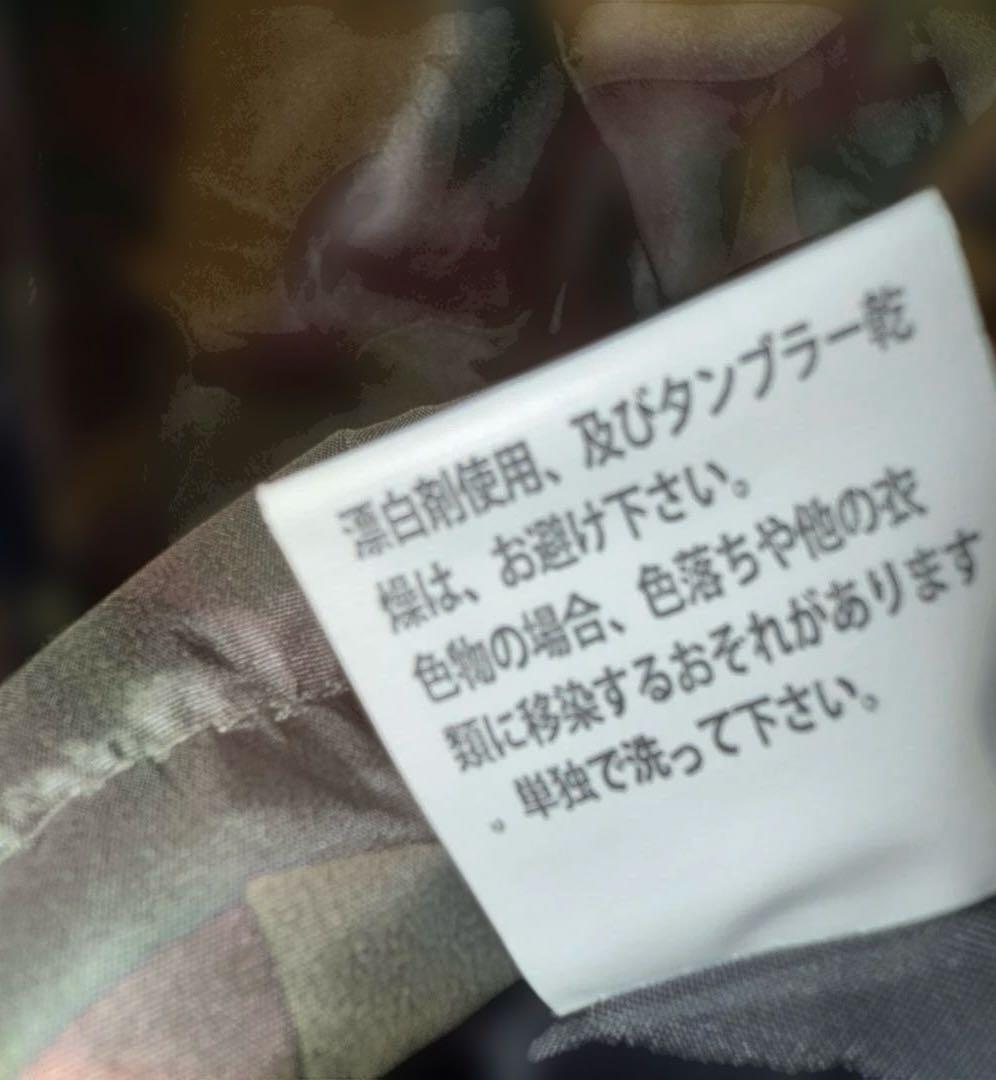 漂白剤使用、及びタンブラー乾
燥は、お避け下さい。
色物の場合、色落ちや他の衣
類に移染するおそれがあります
。単独で洗って下さい。